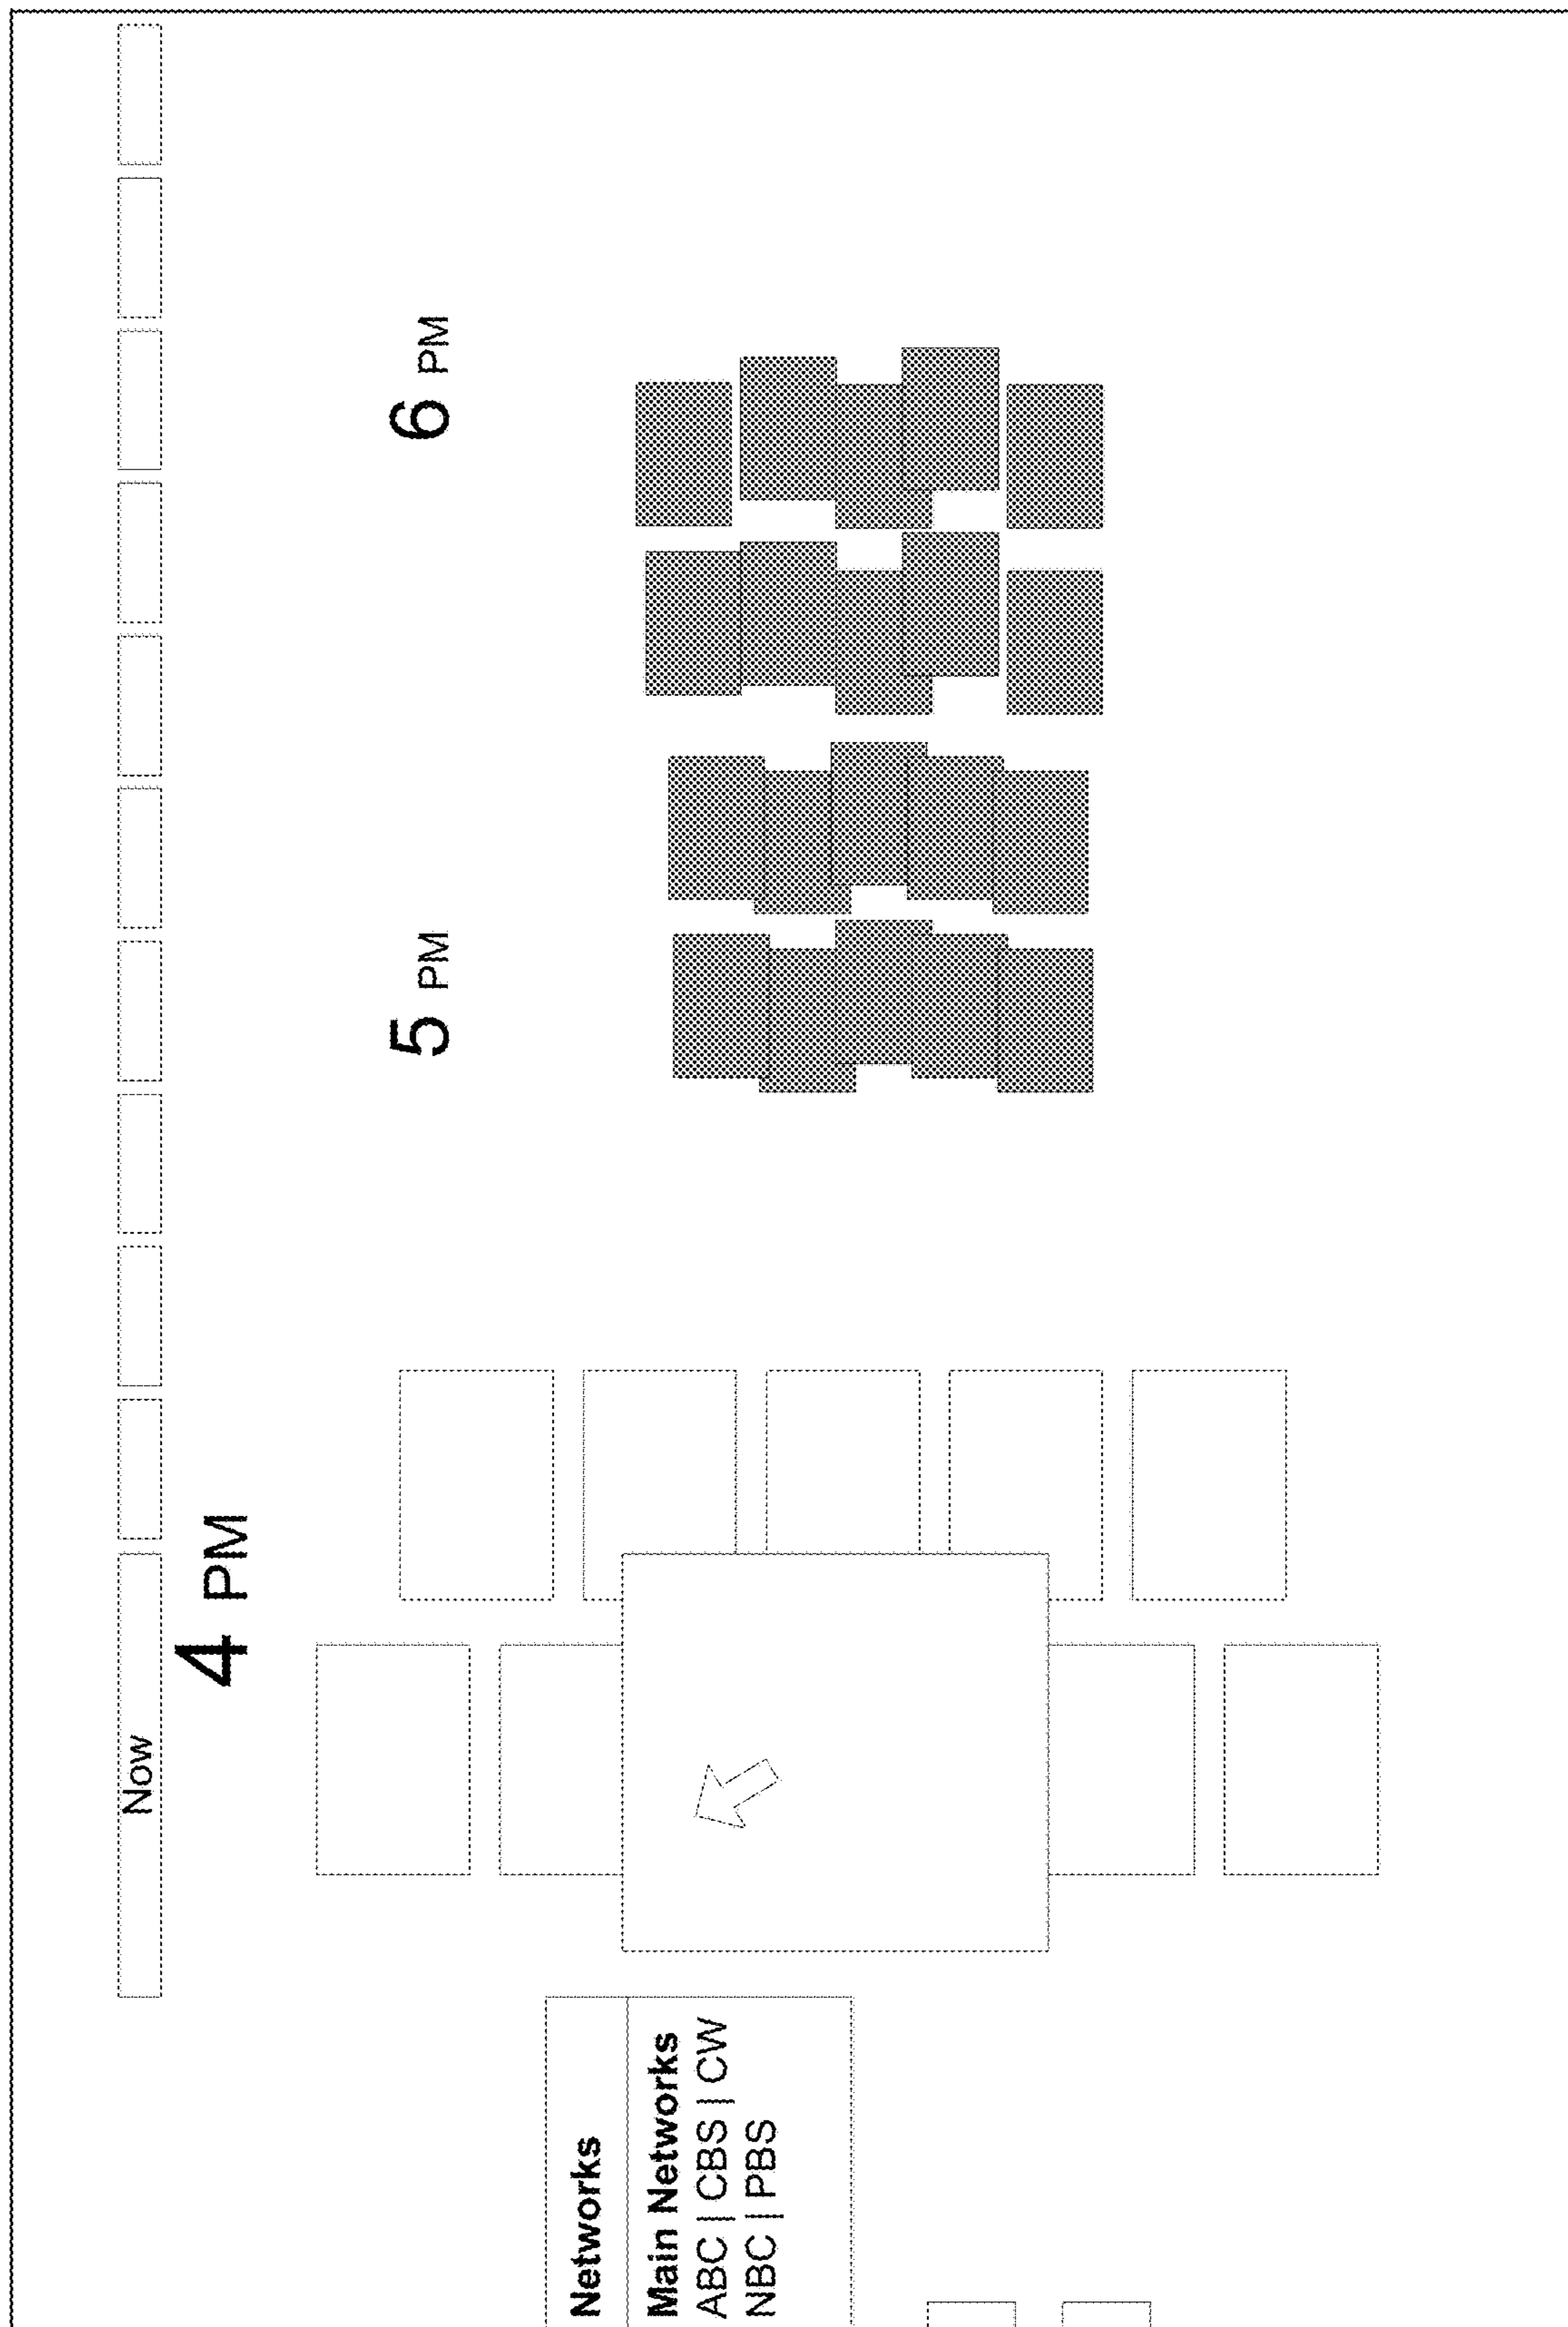 Now
4 PM
5 PM
6 PM
Networks
Main Networks
ABC | CBS | CW
NBC | PBS